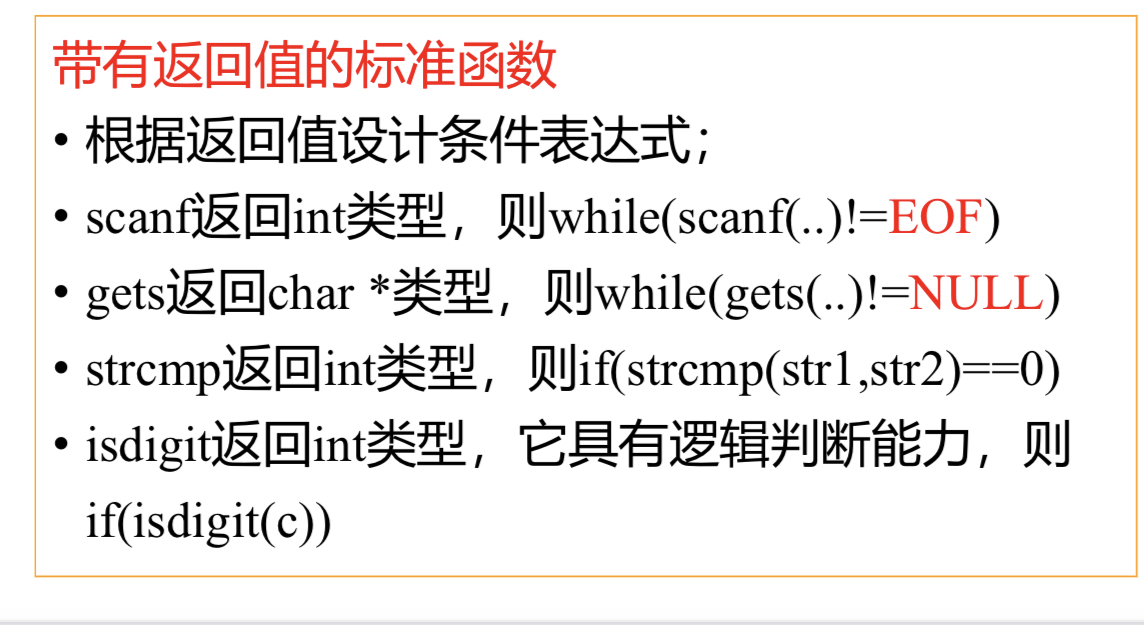 带有返回值的标准函数
• 根据返回值设计条件表达式；
• scanf返回int类型，则while(scanf(..)!=EOF)
• gets返回char *类型，则while(gets(..)!=NULL)
• strcmp返回int类型，则if(strcmp(str1,str2)==0)
• isdigit返回int类型，它具有逻辑判断能力，则
if(isdigit(c))